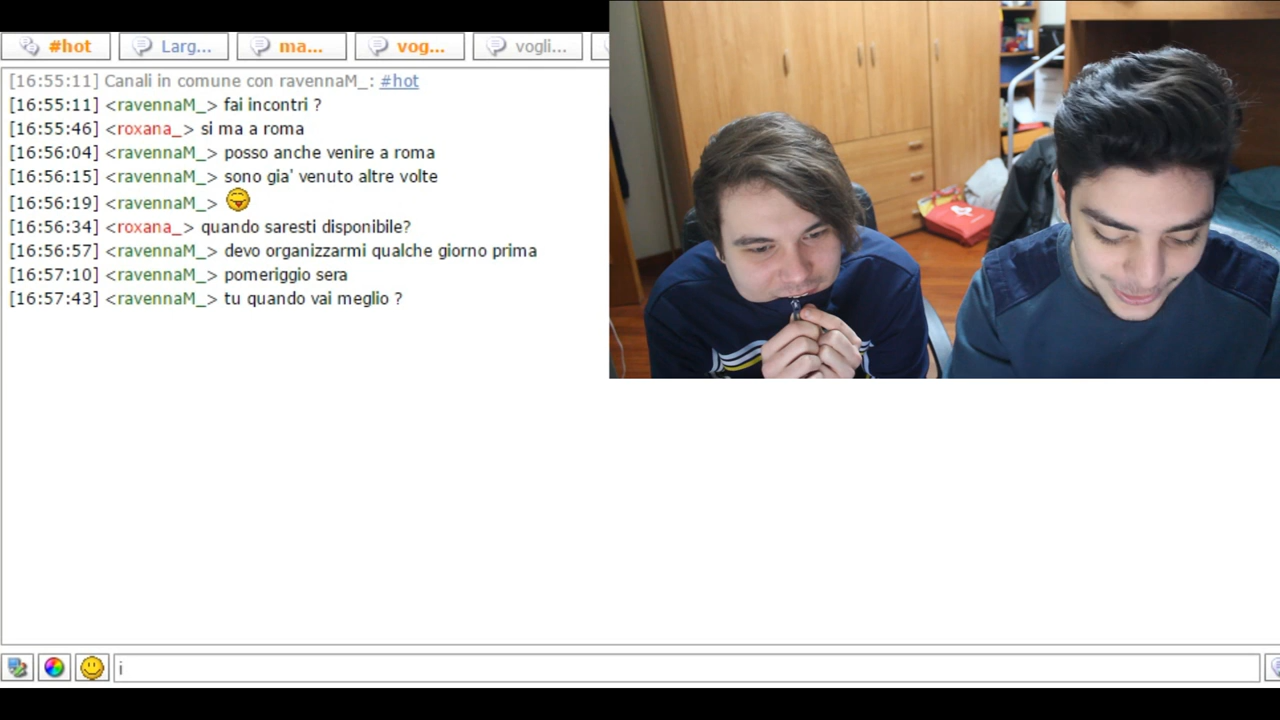 #hot
Larg...
ma...
vog...
vogli...
[16:55:11] Canali in comune con ravennaM_: #hot
[16:55:11] <ravennaM_> fai incontri ?
[16:55:46] <roxana_> si ma a roma
[16:56:04] <ravennaM_> posso anche venire a roma
[16:56:15] <ravennaM_> sono gia' venuto altre volte
[16:56:19] <ravennaM_>
[16:56:34] <roxana_> quando saresti disponibile?
[16:56:57] <ravennaM_> devo organizzarmi qualche giorno prima
[16:57:10] <ravennaM_> pomeriggio sera
[16:57:43] <ravennaM_> tu quando vai meglio ?
i